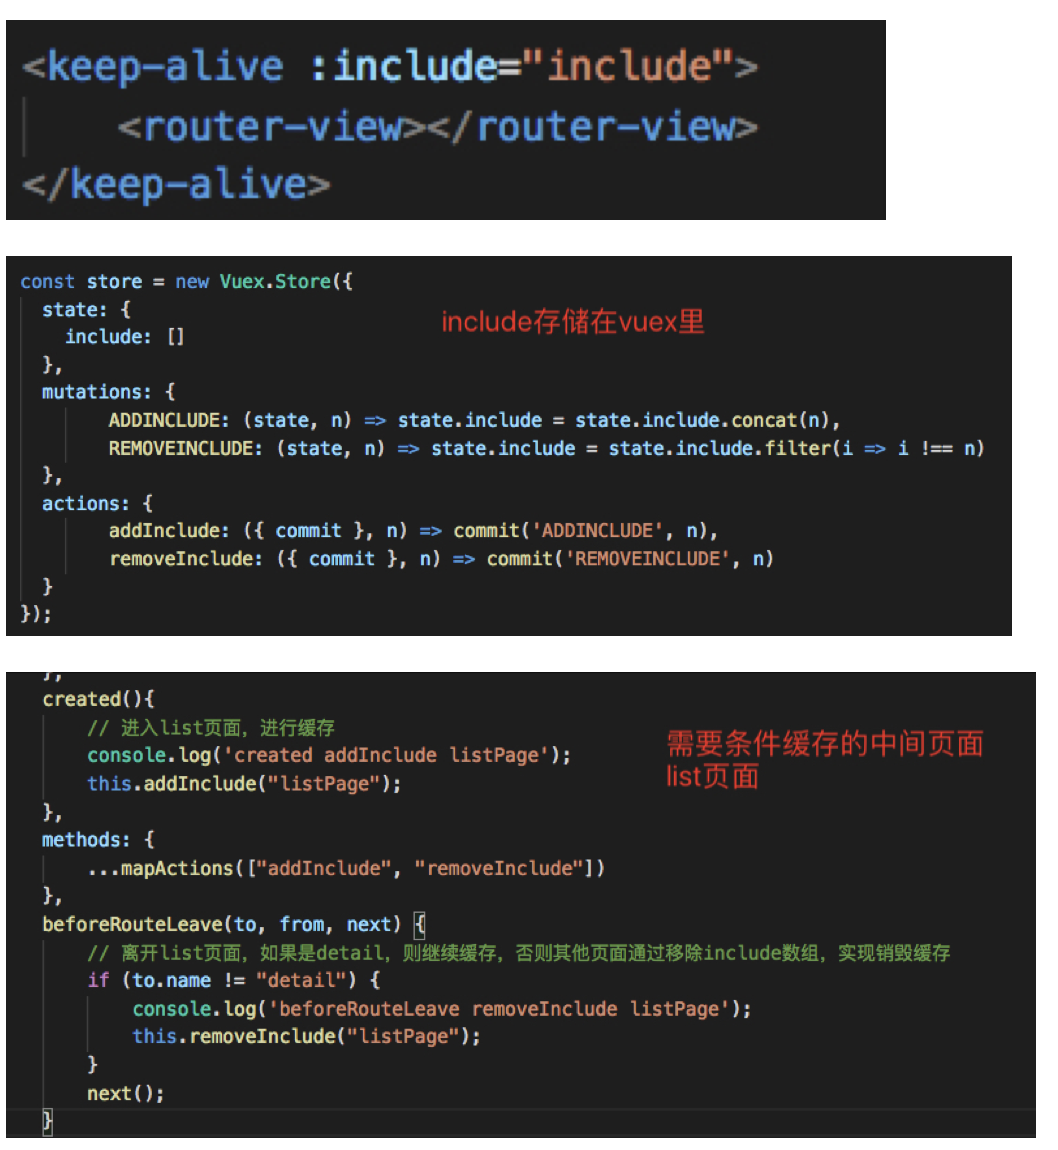 <keep-alive :include="include">
<router-view></router-view>
</keep-alive>
const store = new Vuex.Store({
state: {
include存储在vuex里
include: []
},
mutations: {
ADDINCLUDE: (state, n) => state.include = state.include.concat(n),
REMOVEINCLUDE: (state, n) => state.include = state.include.filter(i => i !== n)
},
actions: {
addInclude: ({ commit }, n) => commit('ADDINCLUDE', n),
removeInclude: ({ commit }, n) => commit('REMOVEINCLUDE', n)
}
});
},
created(){
// 进入list页面，进行缓存
需要条件缓存的中间页面
list页面
console.log('created addInclude listPage');
this.addInclude("listPage");
},
methods: {
...mapActions(["addInclude", "removeInclude"])
},
beforeRouteLeave(to, from, next) {
// 离开list页面，如果是detail，则继续缓存，否则其他页面通过移除include数组，实现销毁缓存
if (to.name != "detail") {
console.log('beforeRouteLeave removeInclude listPage');
this.removeInclude("listPage");
}
next();
}